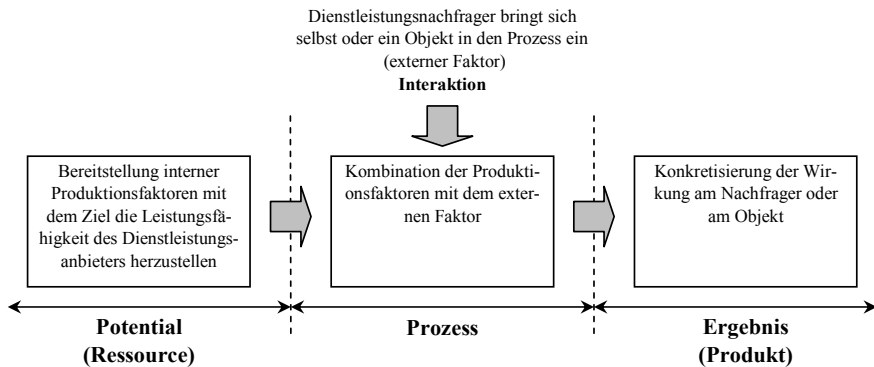 Dienstleistungsnachfrager bringt sich
selbst oder ein Objekt in den Prozess ein
(externer Faktor)
Interaktion
Bereitstellung interner
Produktionsfaktoren mit
dem Ziel die Leistungsfä-
higkeit des Dienstleistungs-
anbieters herzustellen
Kombination der Produkti-
onsfaktoren mit dem exter-
nen Faktor
Konkretisierung der Wir-
kung am Nachfrager oder
am Objekt
Potential
(Ressource)
Prozess
Ergebnis
(Produkt)